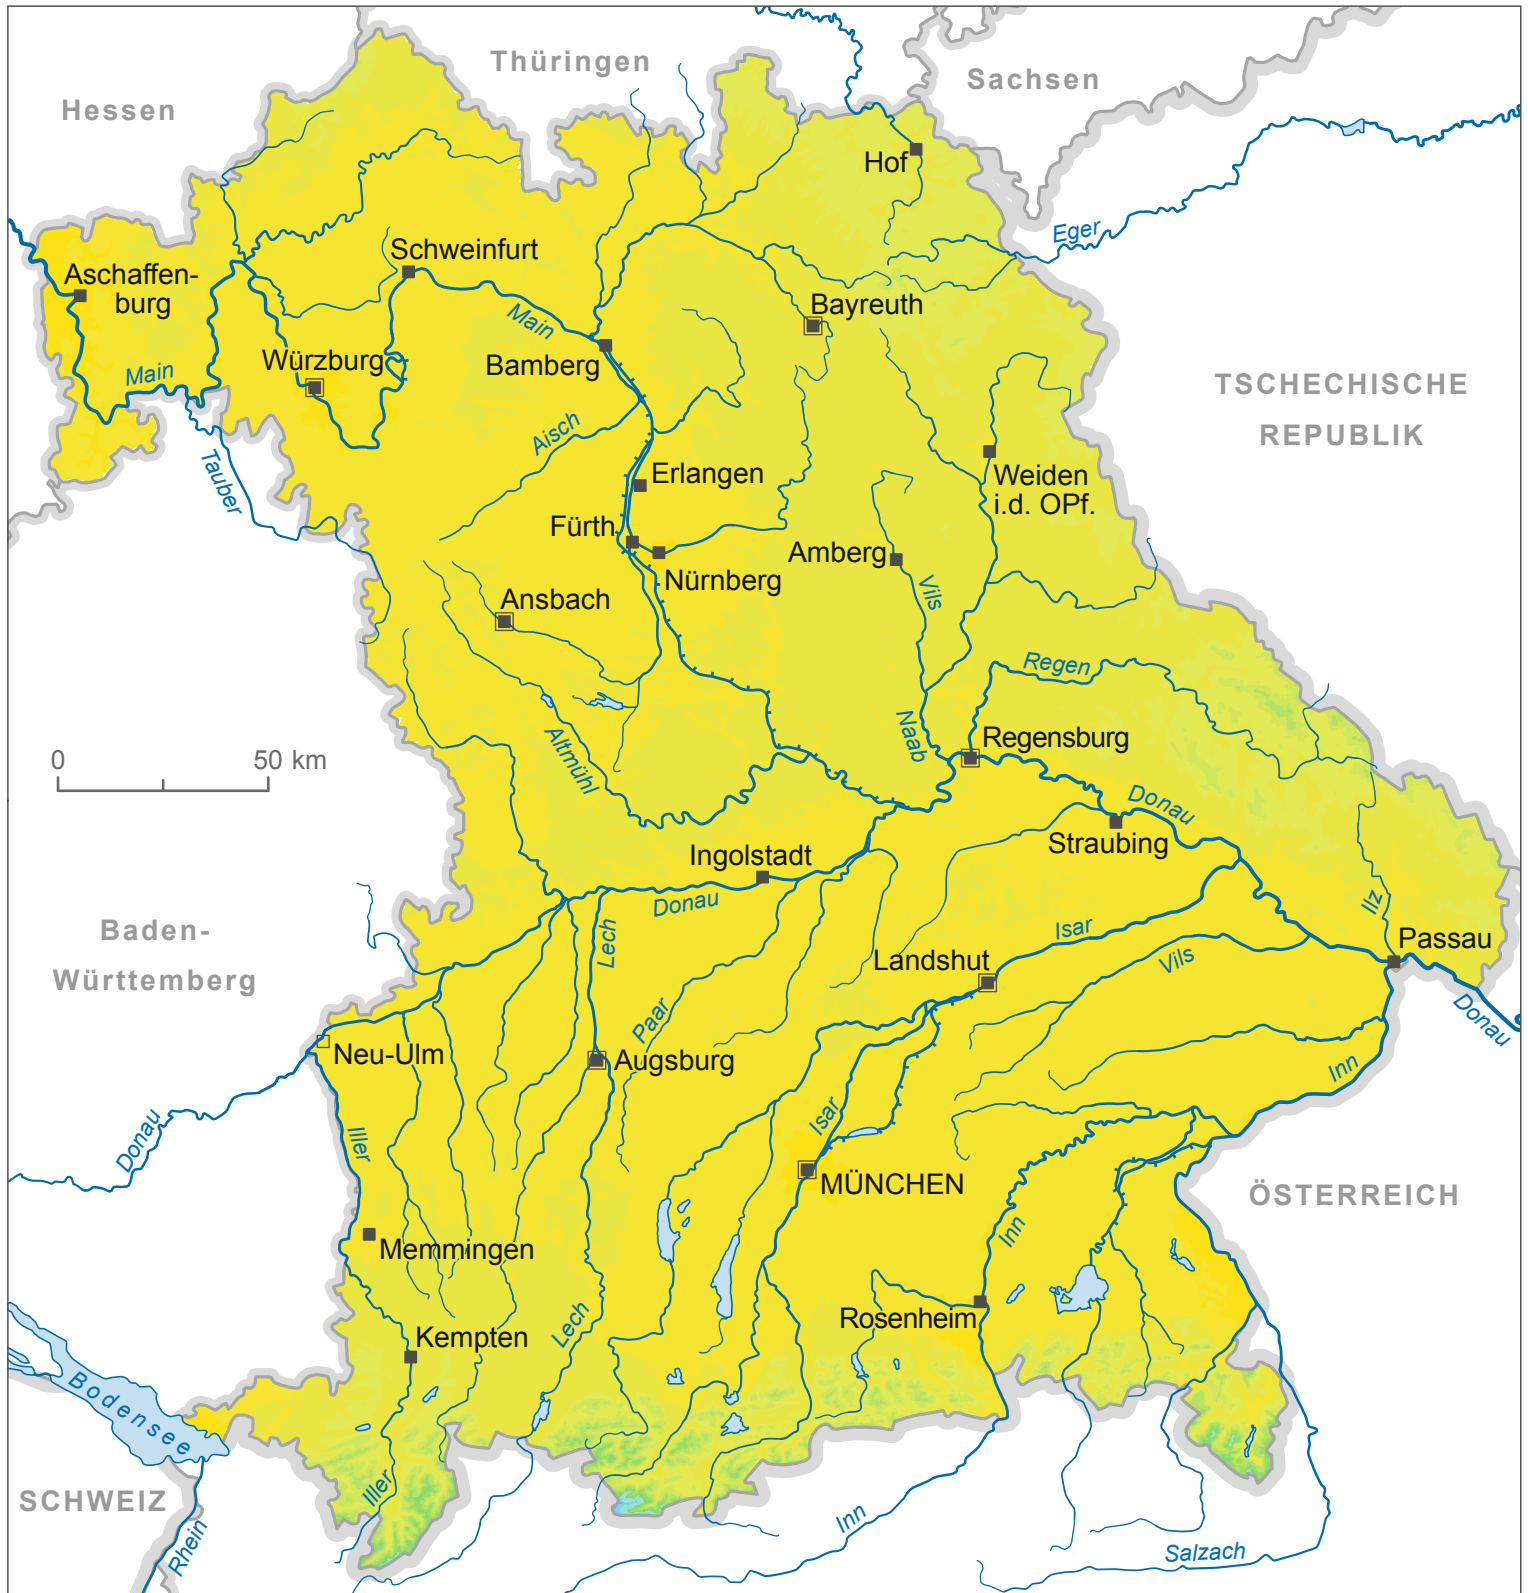 Thüringen
Sachsen
Hessen
Hof
Eger
Schweinfurt
Aschaffen-
burg
Bayreuth
Main
Bamberg
Würzburg
Main
TSCHECHISCHE
REPUBLIK
Aisch
Tauber
Erlangen
Weiden
i.d. OPf.
Fürth
Amberg
Nürnberg
Vils
Ansbach
Regen
Naab
Regensburg
Altmühl
0
50 km
Donau
Straubing
Ingolstadt
Donau
Ilz
Baden-
Württemberg
Lech
Isar
Passau
Landshut
Vils
Paar
Donau
Neu-Ulm
Augsburg
Inn
Isar
Donau
Iller
MÜNCHEN
ÖSTERREICH
Inn
Memmingen
Rosenheim
Lech
Kempten
Bodensee
Iller
SCHWEIZ
Inn
Rhein
Salzach